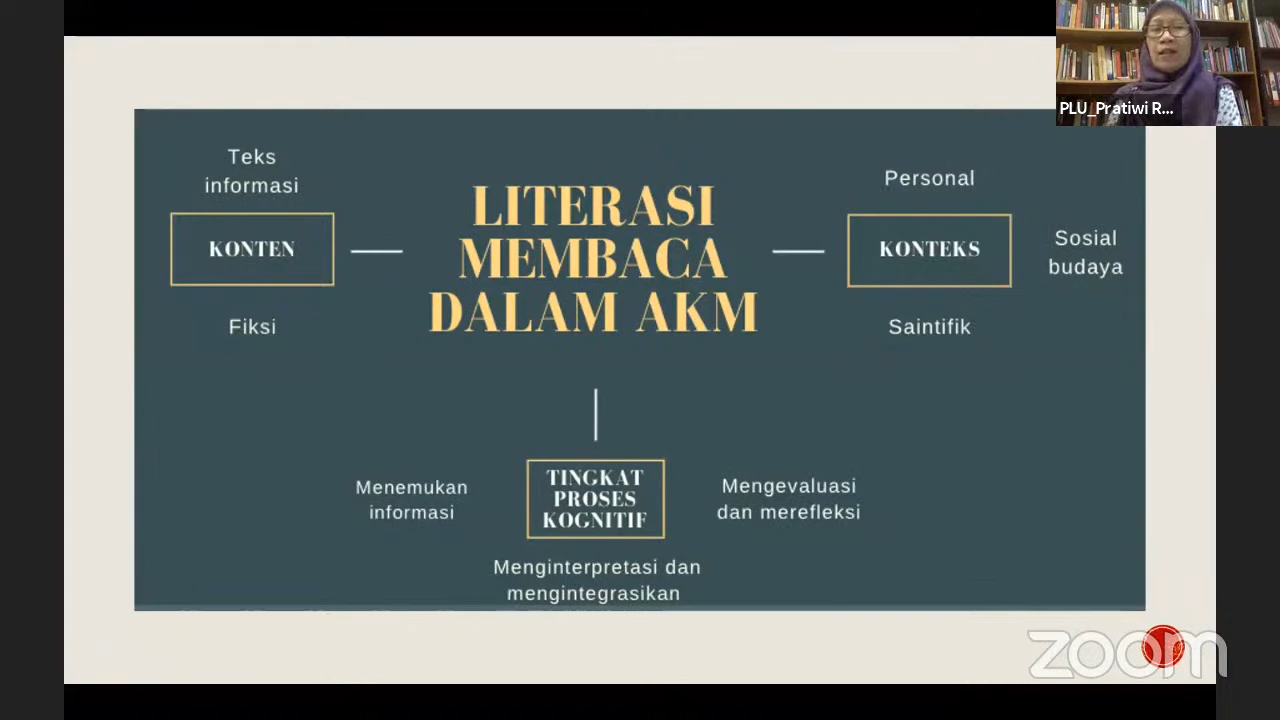 PLU_Pratiwi R...
Teks
informasi
KONTEN
Fiksi
LITERASI
MEMBACA
DALAM AKM
Personal
KONTEKS
Sosial
budaya
Saintifik
TINGKAT
PROSES
KOGNITIF
Menemukan
informasi
Menginterpretasi dan
mengintegrasikan
Mengevaluasi
dan merefleksi
zoom